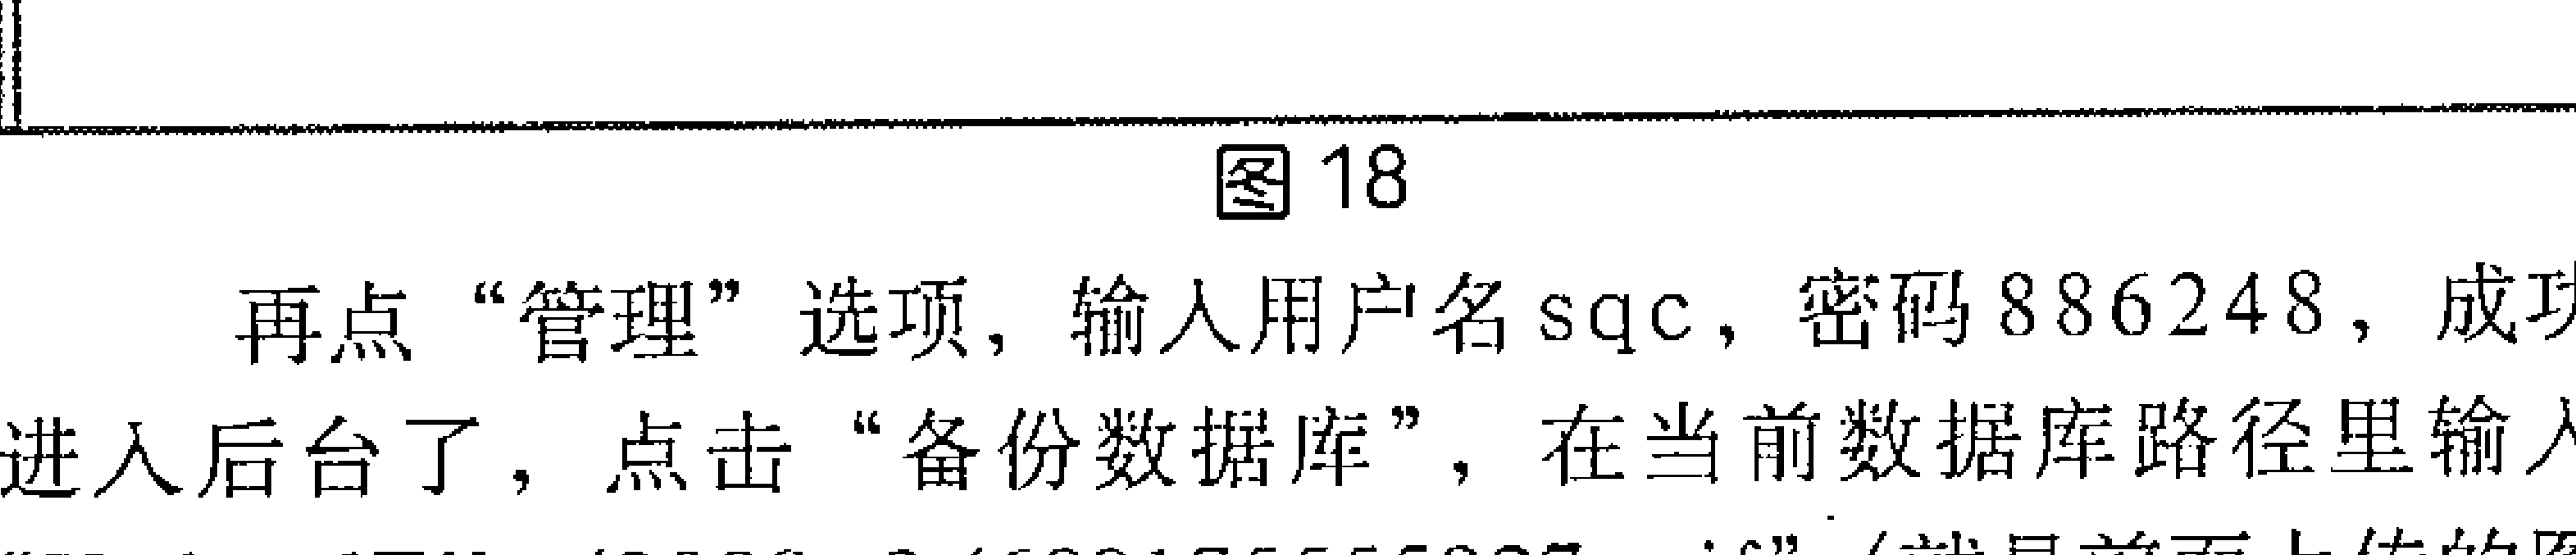 图 18
再点“管理”选项，输入用户名sqc，密码886248，成功
进入后台了，点击“备份数据库”，在当前数据库路径里输入